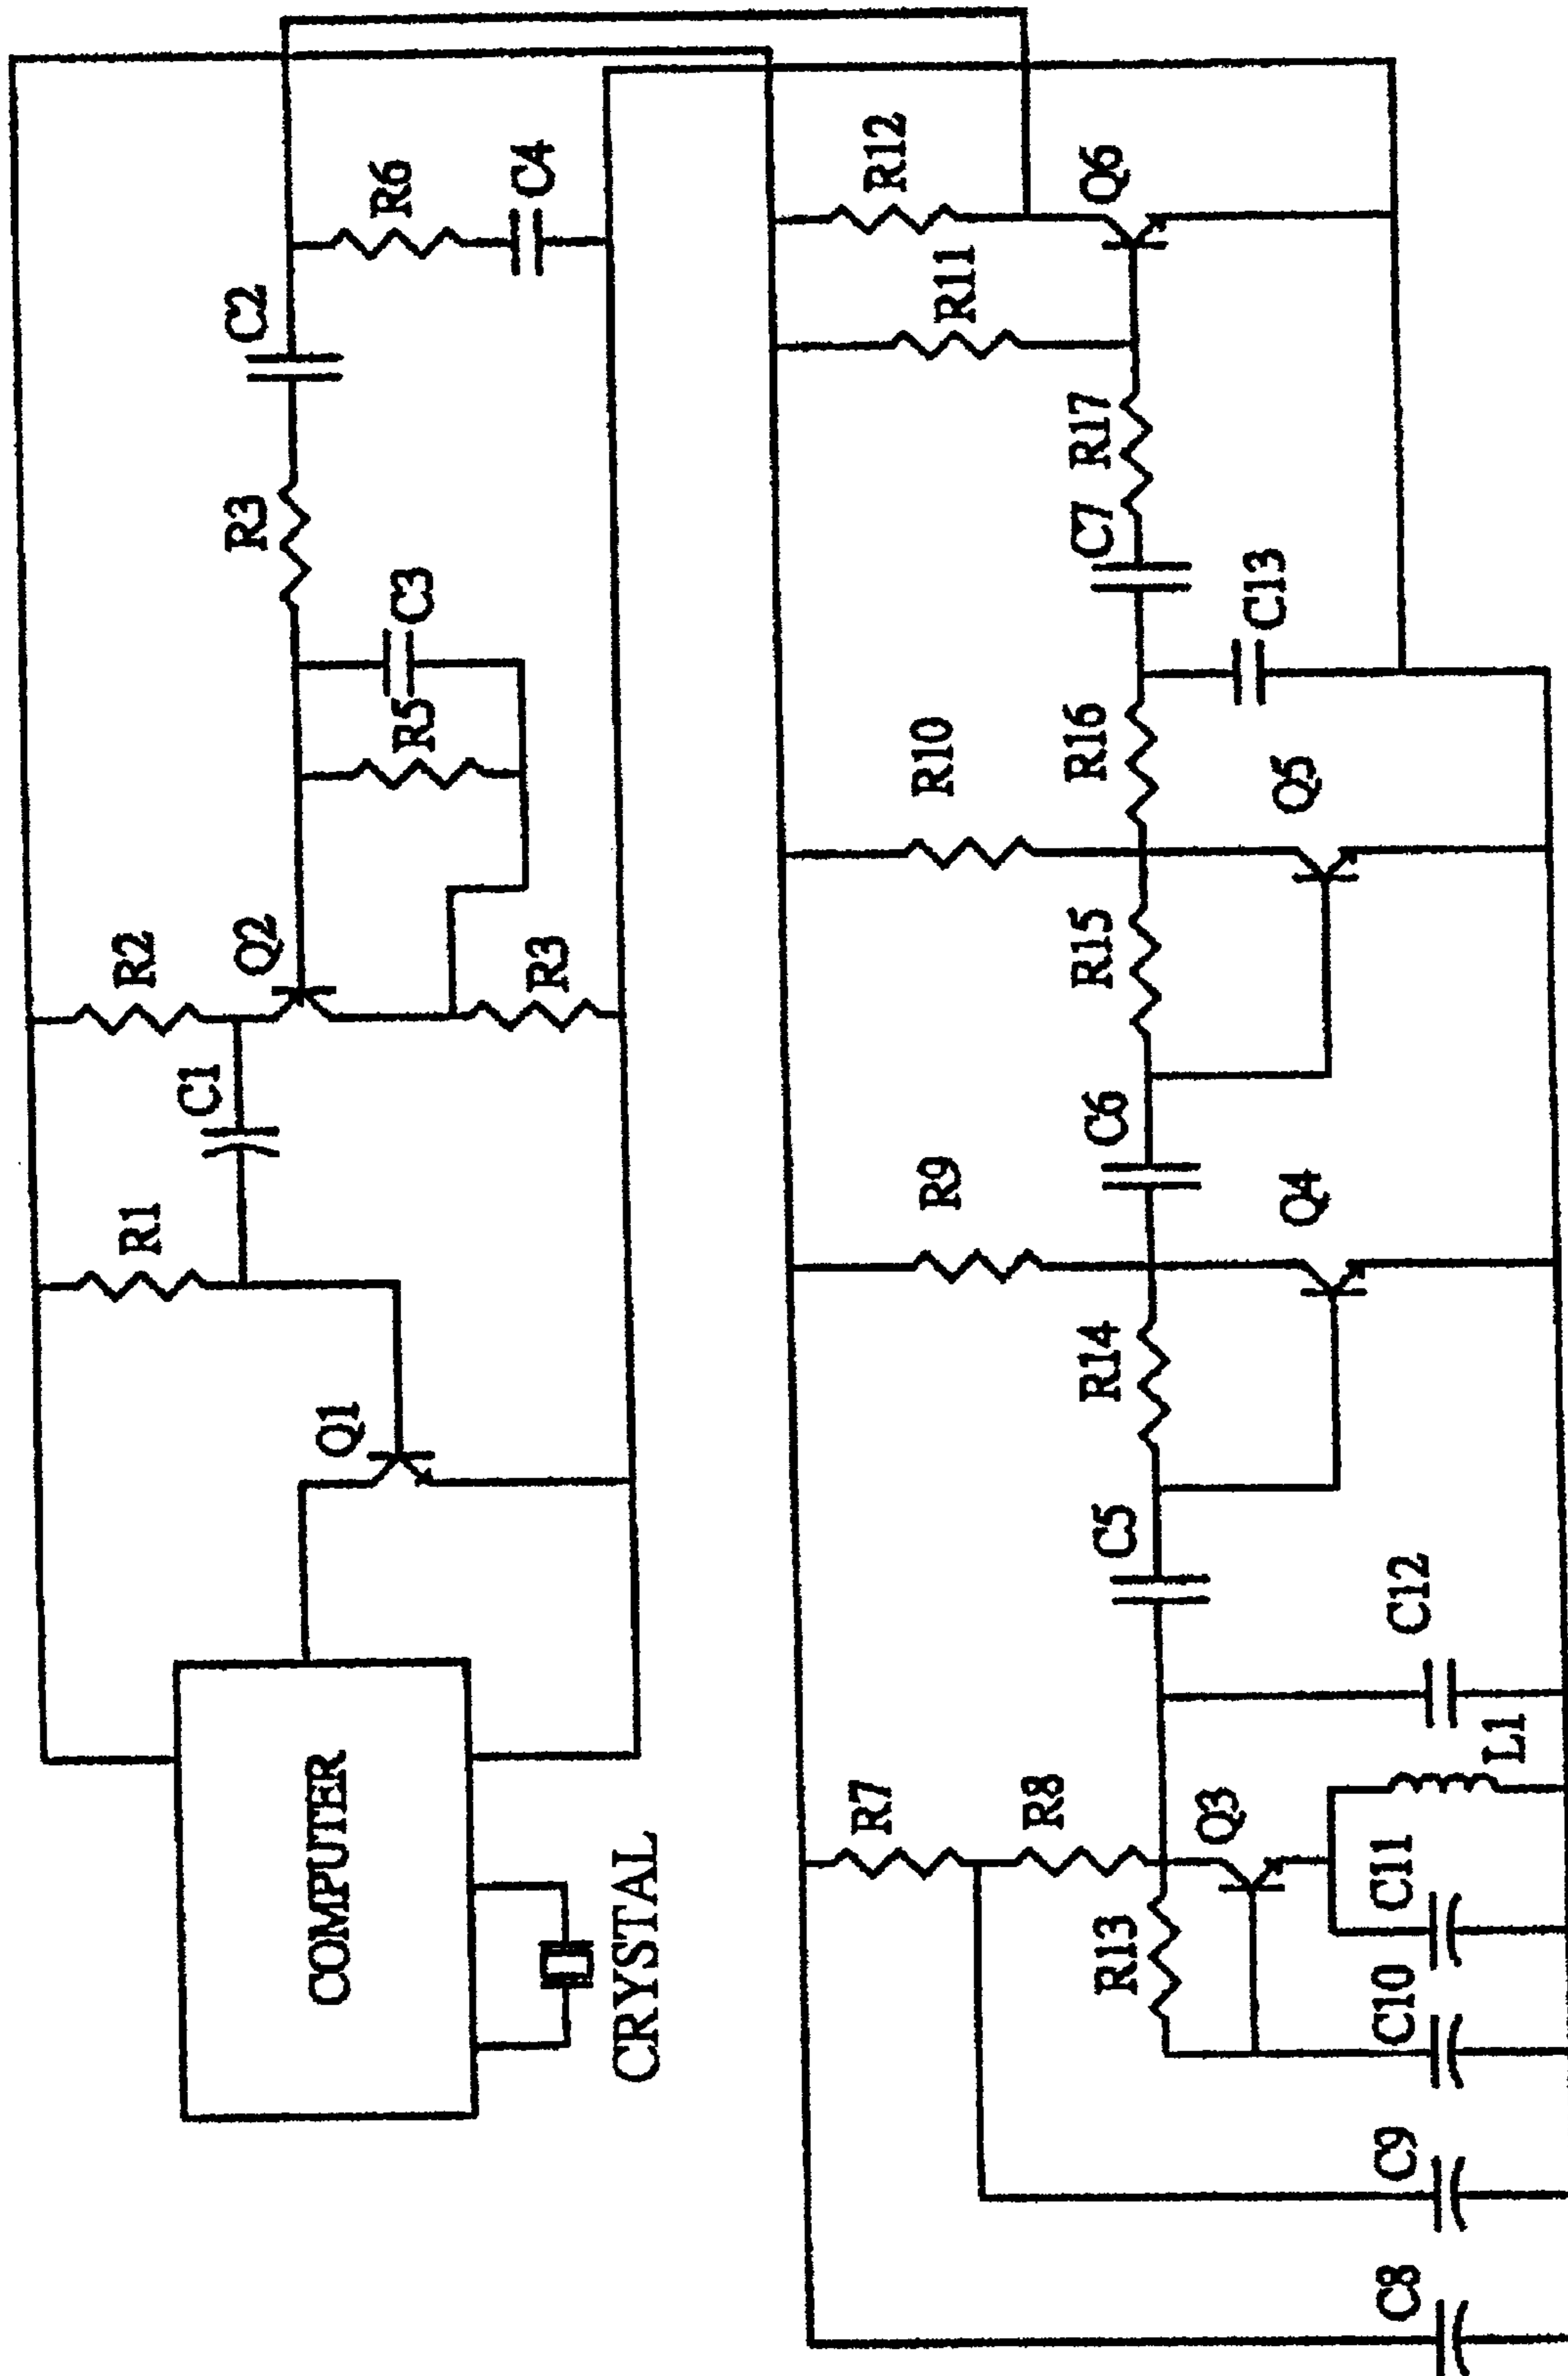 C2
R6
C4
R3
C3
R5
R2
Q2
R3
C1
R1
Q1
COMPUTER
CRYSTAL
R12
Q6
R11
R17
C7
C13
R10
R16
Q5
R15
C6
R9
Q4
R14
C5
C12
L1
R7
R8
Q3
C11
R13
C10
C9
C8